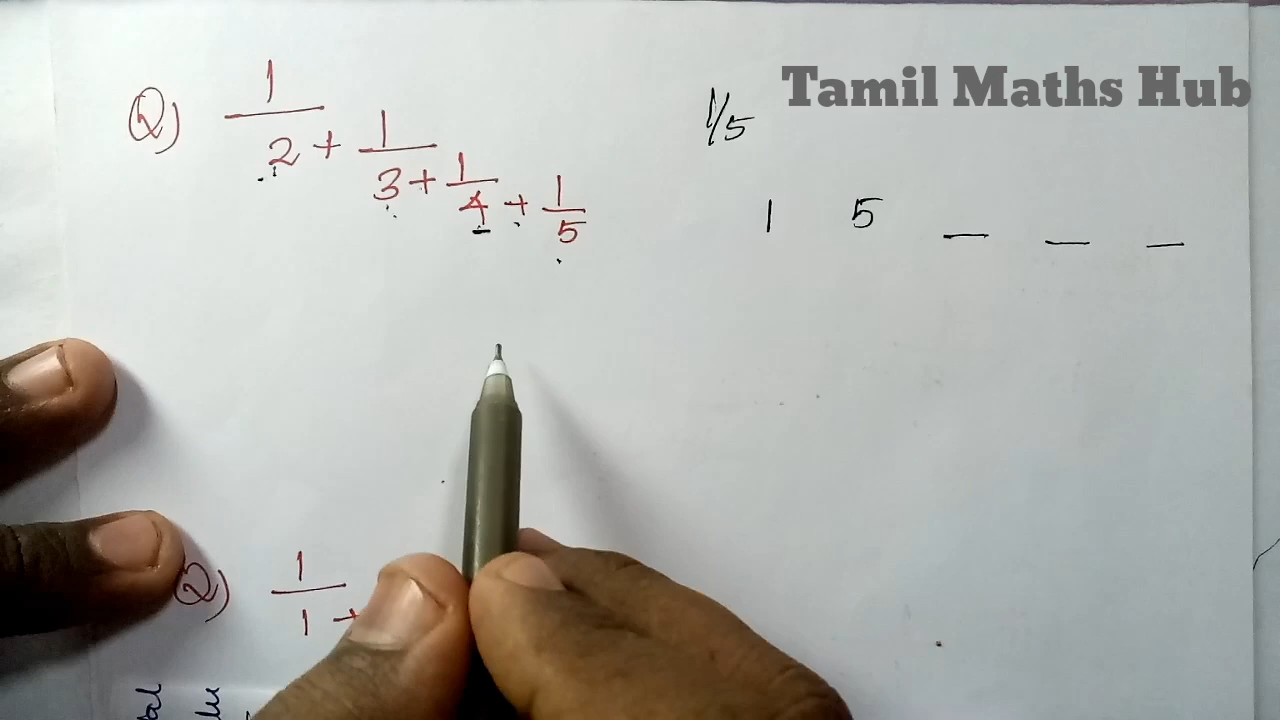 Tamil Maths Hub
Q) 1
2 + 1
3 + 1
4 + 1
5
1/5
1 5 _ _ _
Q) 1
1 +